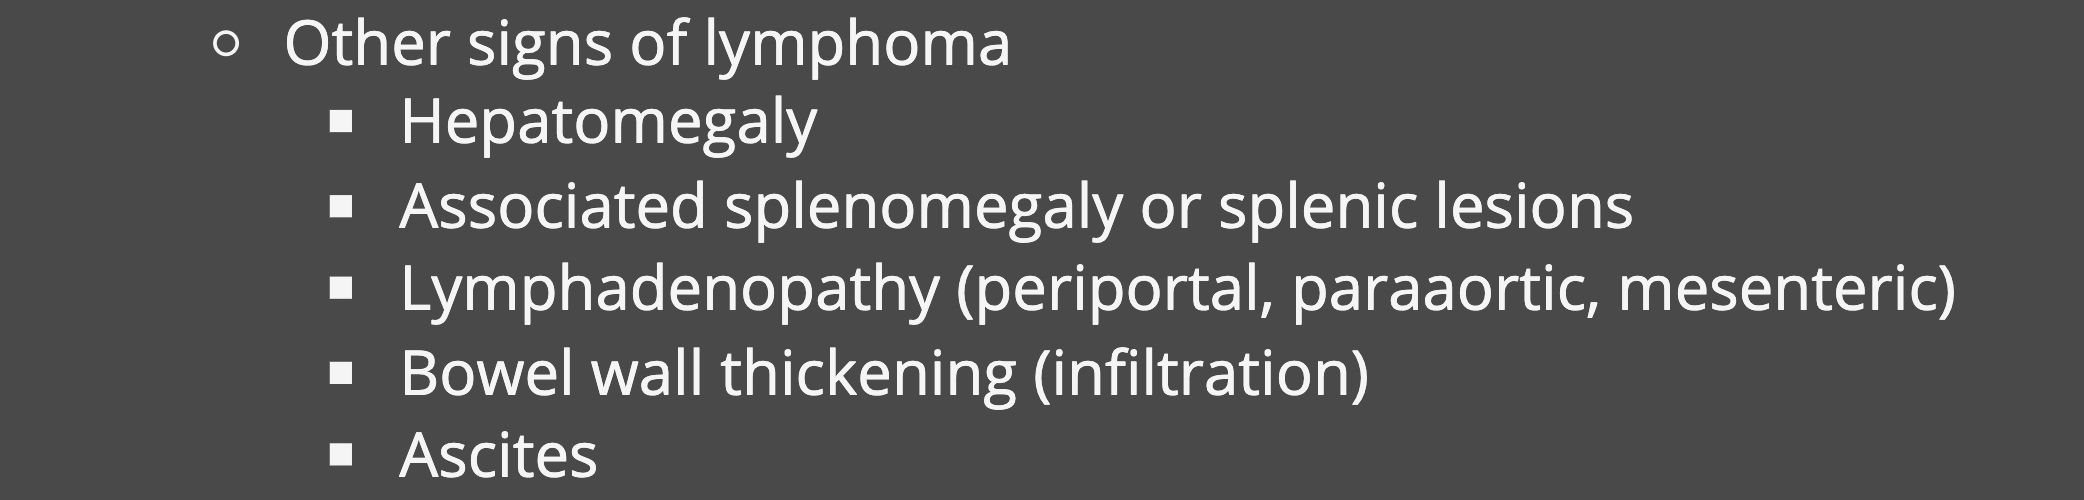 ○ Other signs of lymphoma
■ Hepatomegaly
■ Associated splenomegaly or splenic lesions
■ Lymphadenopathy (periportal, paraaortic, mesenteric)
■ Bowel wall thickening (infiltration)
■ Ascites